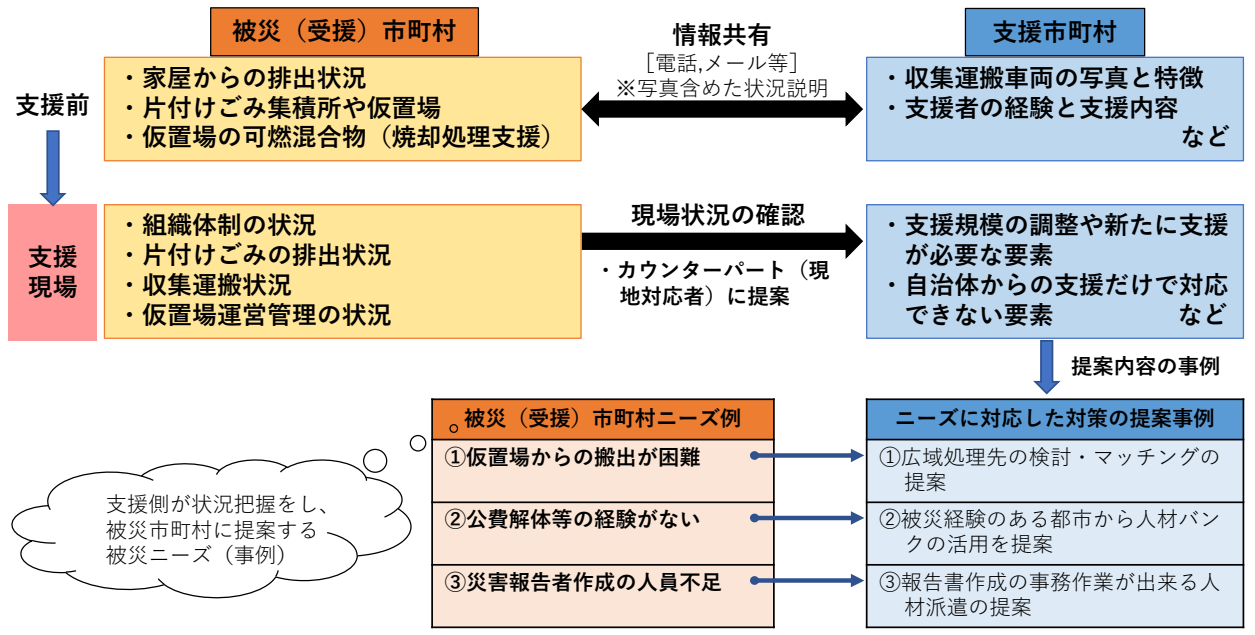 被災（受援）市町村
情報共有
[電話,メール等]
※写真含めた状況説明
支援市町村
支援前
・家屋からの排出状況
・片付けごみ集積所や仮置場
・仮置場の可燃混合物（焼却処理支援）
・収集運搬車両の写真と特徴
・支援者の経験と支援内容
など
支援
現場
・組織体制の状況
・片付けごみの排出状況
・収集運搬状況
・仮置場運営管理の状況
現場状況の確認
・カウンターパート（現
地対応者）に提案
・支援規模の調整や新たに支援
が必要な要素
・自治体からの支援だけで対応
できない要素 など
提案内容の事例
支援側が状況把握をし、
被災市町村に提案する
被災ニーズ（事例）
被災（受援）市町村ニーズ例
①仮置場からの搬出が困難
②公費解体等の経験がない
③災害報告者作成の人員不足
ニーズに対応した対策の提案事例
①広域処理先の検討・マッチングの
提案
②被災経験のある都市から人材バン
クの活用を提案
③報告書作成の事務作業が出来る人
材派遣の提案